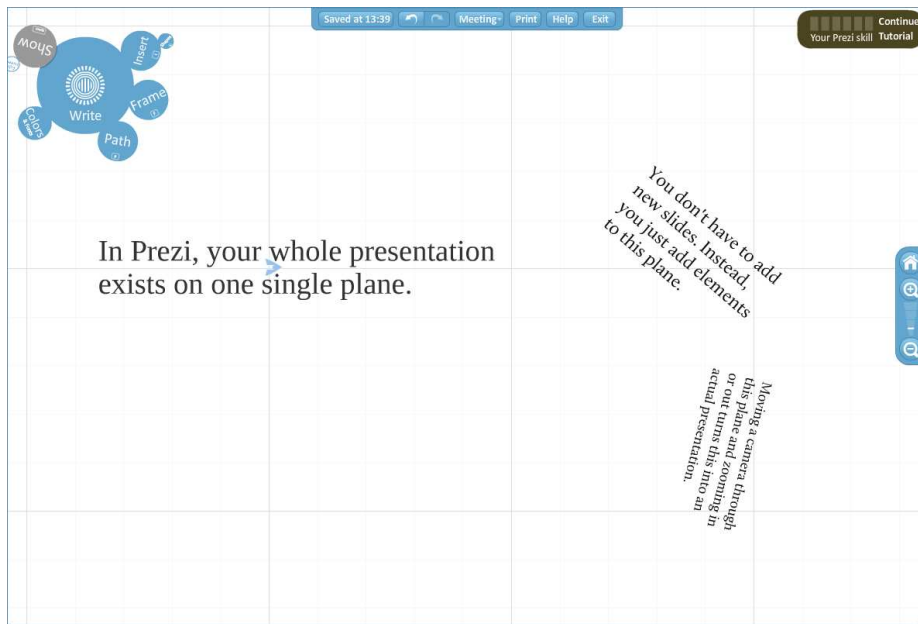 Saved at 13:39
Meeting
Print
Help
Exit
Continue
Your Prezi skill Tutorial
Show
Insert
Write
Frame
Colors
Path
In Prezi, your whole presentation
exists on one single plane.
You don't have to add
new slides. Instead,
you just add elements
to this plane.
Moving a camera through
this plane and zooming in
or out turns this into an
actual presentation.